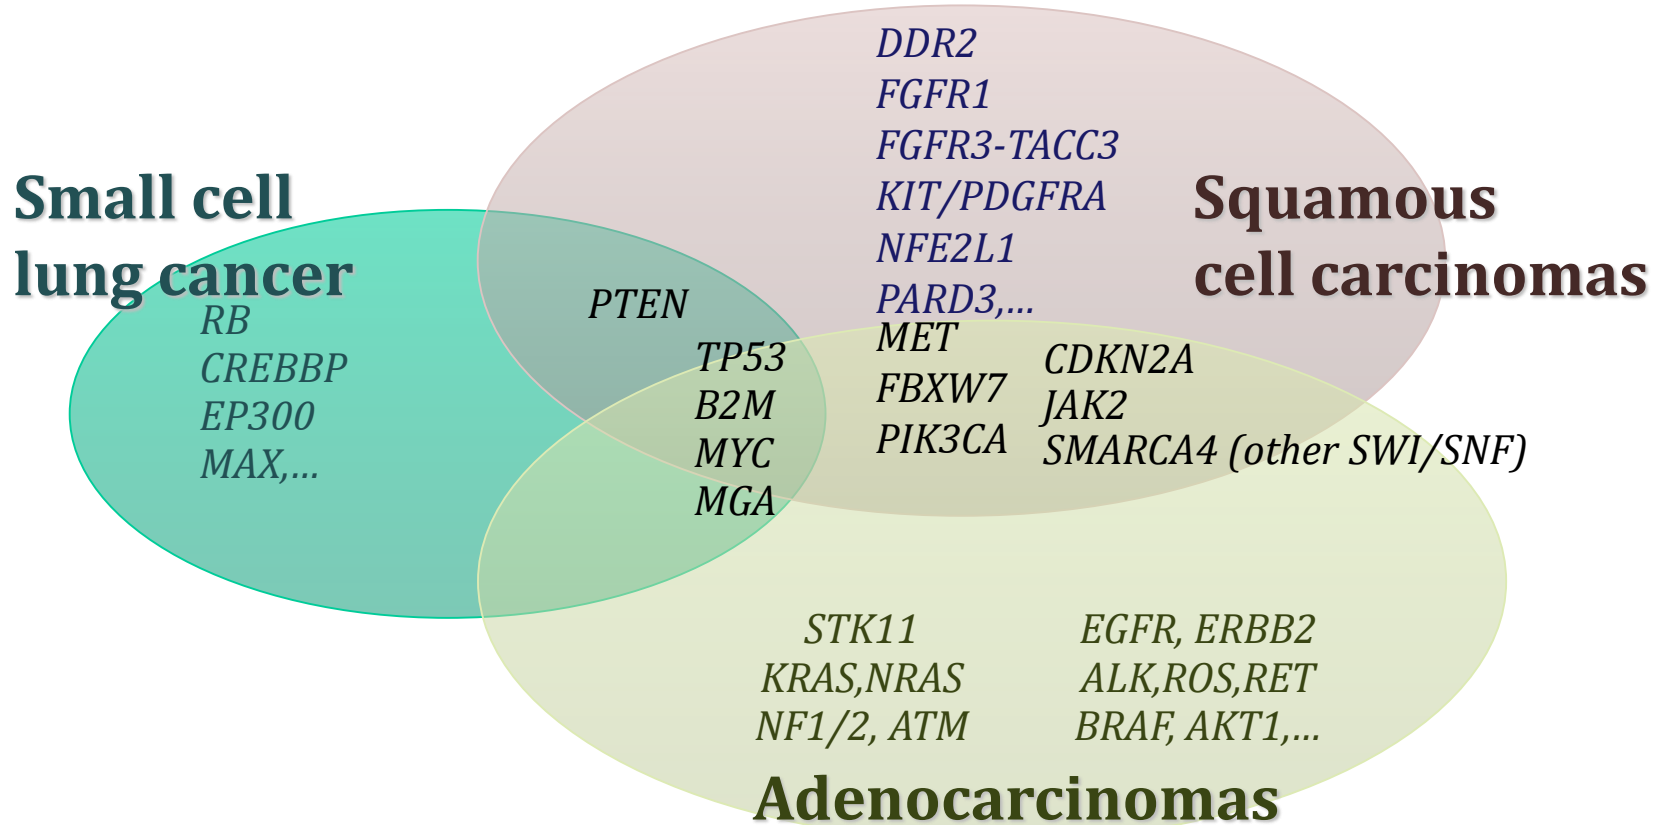 Small cell
lung cancer
RB
CREBBP
EP300
MAX,...
PTEN
TP53
B2M
MYC
MGA
DDR2
FGFR1
FGFR3-TACC3
KIT/PDGFRA
NFE2L1
PARD3,...
Squamous
cell carcinomas
MET
FBXW7
PIK3CA
CDKN2A
JAK2
SMARCA4 (other SWI/SNF)
STK11
KRAS,NRAS
NF1/2, ATM
EGFR, ERBB2
ALK,ROS,RET
BRAF, AKT1,...
Adenocarcinomas